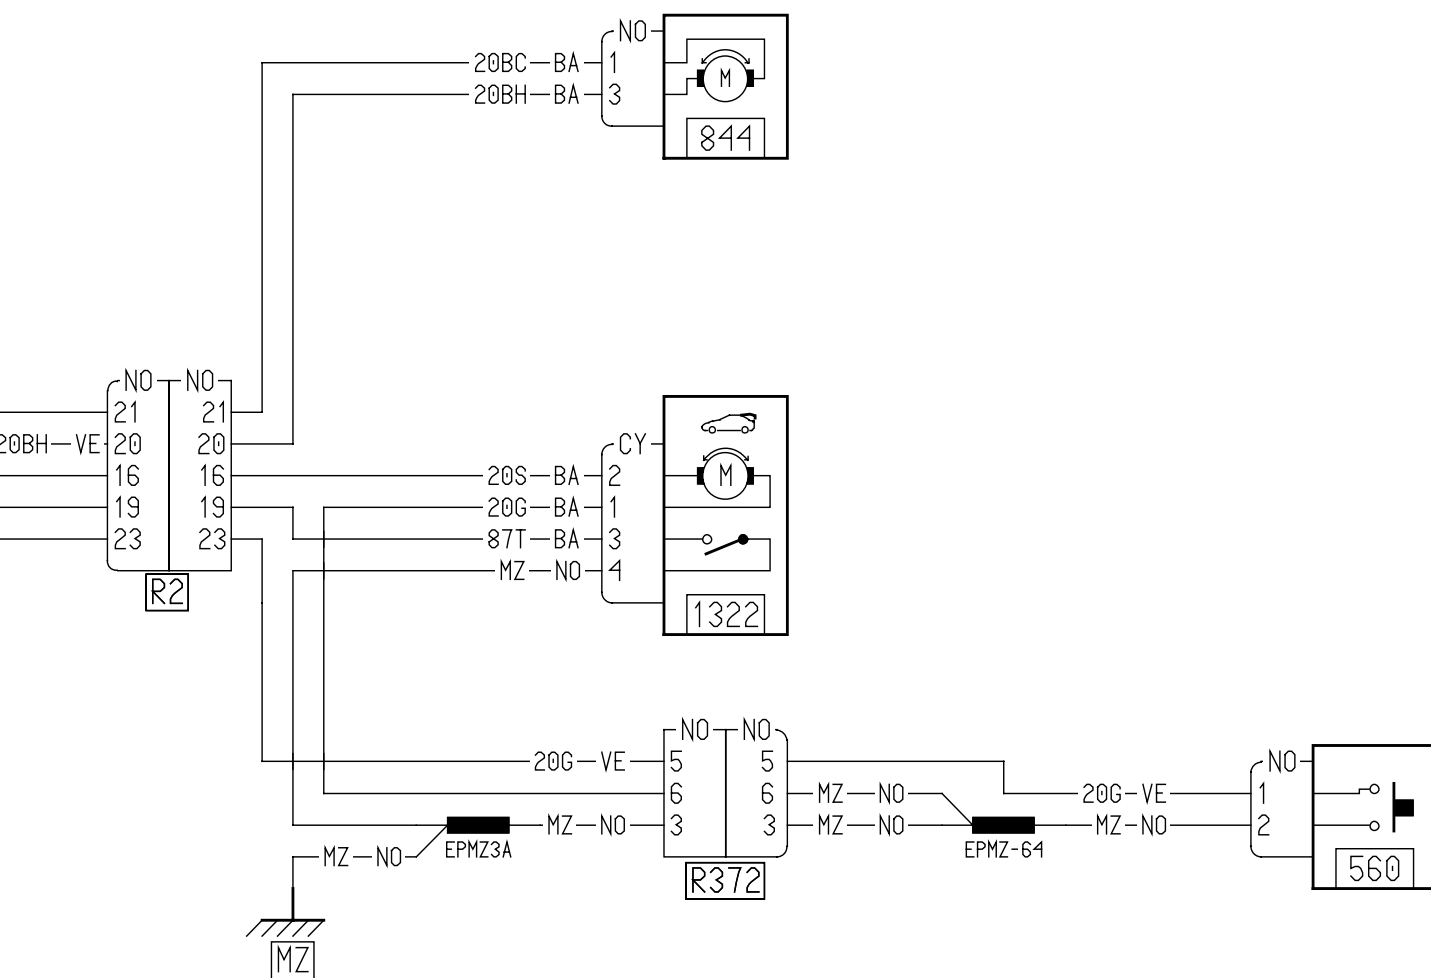 NO
20BC BA 1
20BH BA 3
M
844
NO NO
21 21
20BH VE 20 20
16 16
19 19
23 23
R2
CY
20S BA 2
20G BA 1
87T BA 3
MZ NO 4
M
1322
NO NO
20G VE 5 5
6 6 MZ NO
MZ NO 3 3 MZ NO
R372
EPMZ3A
MZ NO
MZ
EPMZ-64
NO
20G-VE 1
MZ-NO 2
560